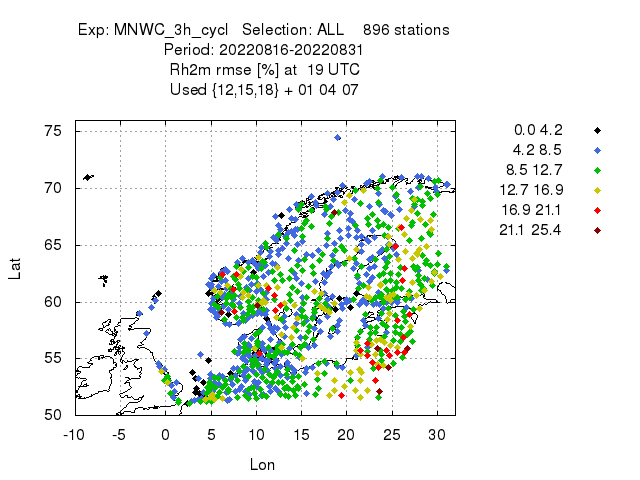 Exp: MNWC_3h_cycl Selection: ALL 896 stations
Period: 20220816-20220831
Rh2m rmse [%] at 19 UTC
Used {12,15,18} + 01 04 07
75
70
65
60
55
50
Lat
-10 -5 0 5 10 15 20 25 30
Lon
0.0 4.2
4.2 8.5
8.5 12.7
12.7 16.9
16.9 21.1
21.1 25.4